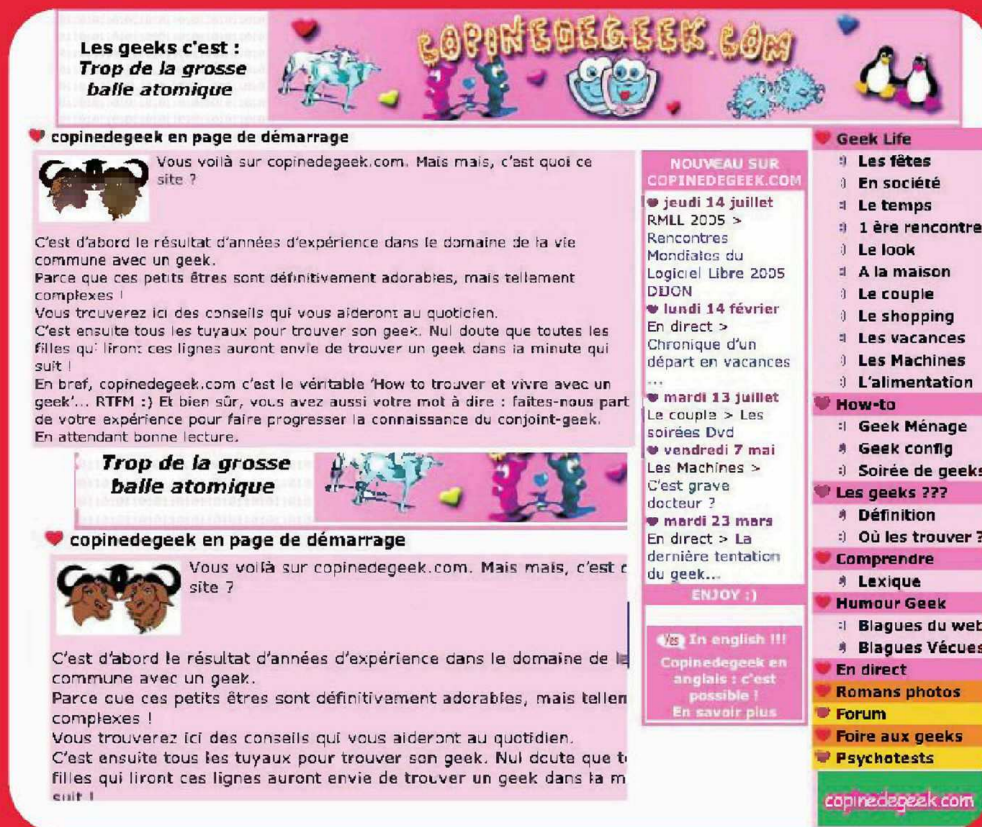 Les geeks c'est :
Trop de la grosse
balle atomique
COPINEDEGEEK.COM
copinedegeek en page de démarrage
Vous voilà sur copinedegeek.com. Mais mais, c'est quoi ce
site ?
C'est d'abord le résultat d'années d'expérience dans le domaine de la vie
commune avec un geek.
Parce que ces petits êtres sont définitivement adorables, mais tellement
complexes !
Vous trouverez ici des conseils qui vous aideront au quoticien.
C'est ensuite tous les tuyaux pour trouver son geek. Nul doute que toutes les
filles qui liront ces lignes auront envie de trouver un geek dans la minute qui
suit !
En bref, copinedegeek.com c'est le véritable 'How to trouver et vivre avec un
geek'... RTFM :) Et bien sûr, vous avez aussi votre mot à dire : faites-nous part
de votre expérience pour faire progresser la connaissance du conjoint-geek.
En attendant bonne lecture.
Trop de la grosse
balle atomique
copinedegeek en page de démarrage
Vous voilà sur copinedegeek.com. Mais mais, c'est c
site ?
C'est d'abord le résultat d'années d'expérience dans le domaine de le
commune avec un geek.
Parce que ces petits êtres sont définitivement adorables, mais tellem
complexes !
Vous trouverez ici des conseils qui vous aideront au quotidien.
C'est ensuite tous les tuyaux pour trouver son geek. Nul doute que to
filles qui liront ces lignes auront envie de trouver un geek dans la m
suit !
NOUVEAU SUR
COPINEDEGEEK.COM
jeudi 14 juillet
RMLL 2005 >
Rencontres
Mondiales du
Logiciel Libre 2005
DIJON
lundi 14 février
En direct >
Chronique d'un
départ en vacances
...
mardi 13 juillet
Le couple > Les
soirées Dvd
vendredi 7 mai
Les Machines >
C'est grave
docteur ?
mardi 23 mars
En direct > La
dernière tentation
du geek...
ENJOY :)
Yes In english !!!
Copinedegeek en
anglais : c'est
possible !
En savoir plus
Geek Life
:) Les fêtes
:) En société
:) Le temps
:) 1 ère rencontre
:) Le look
:) A la maison
:) Le couple
:) Le shopping
:) Les vacances
:) Les Machines
:) L'alimentation
How-to
:) Geek Ménage
:) Geek config
:) Soirée de geeks
Les geeks ???
:) Définition
:) Où les trouver ?
Comprendre
:) Lexique
Humour Geek
:) Blagues du web
:) Blagues Vécues
En direct
Romans photos
Forum
Foire aux geeks
Psychotests
copinedegeek.com